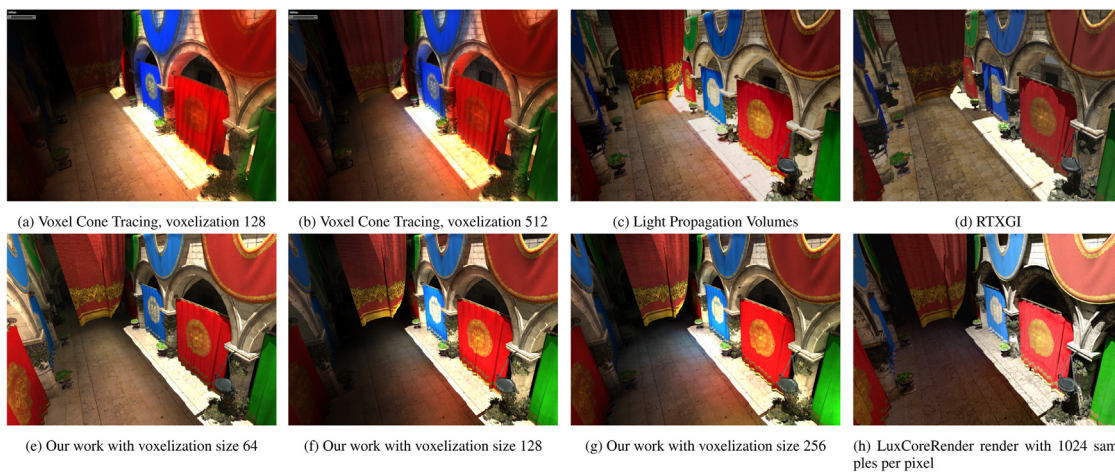 (a) Voxel Cone Tracing, voxelization 128
(b) Voxel Cone Tracing, voxelization 512
(c) Light Propagation Volumes
(d) RTXGI
(e) Our work with voxelization size 64
(f) Our work with voxelization size 128
(g) Our work with voxelization size 256
(h) LuxCoreRender render with 1024 sam
ples per pixel